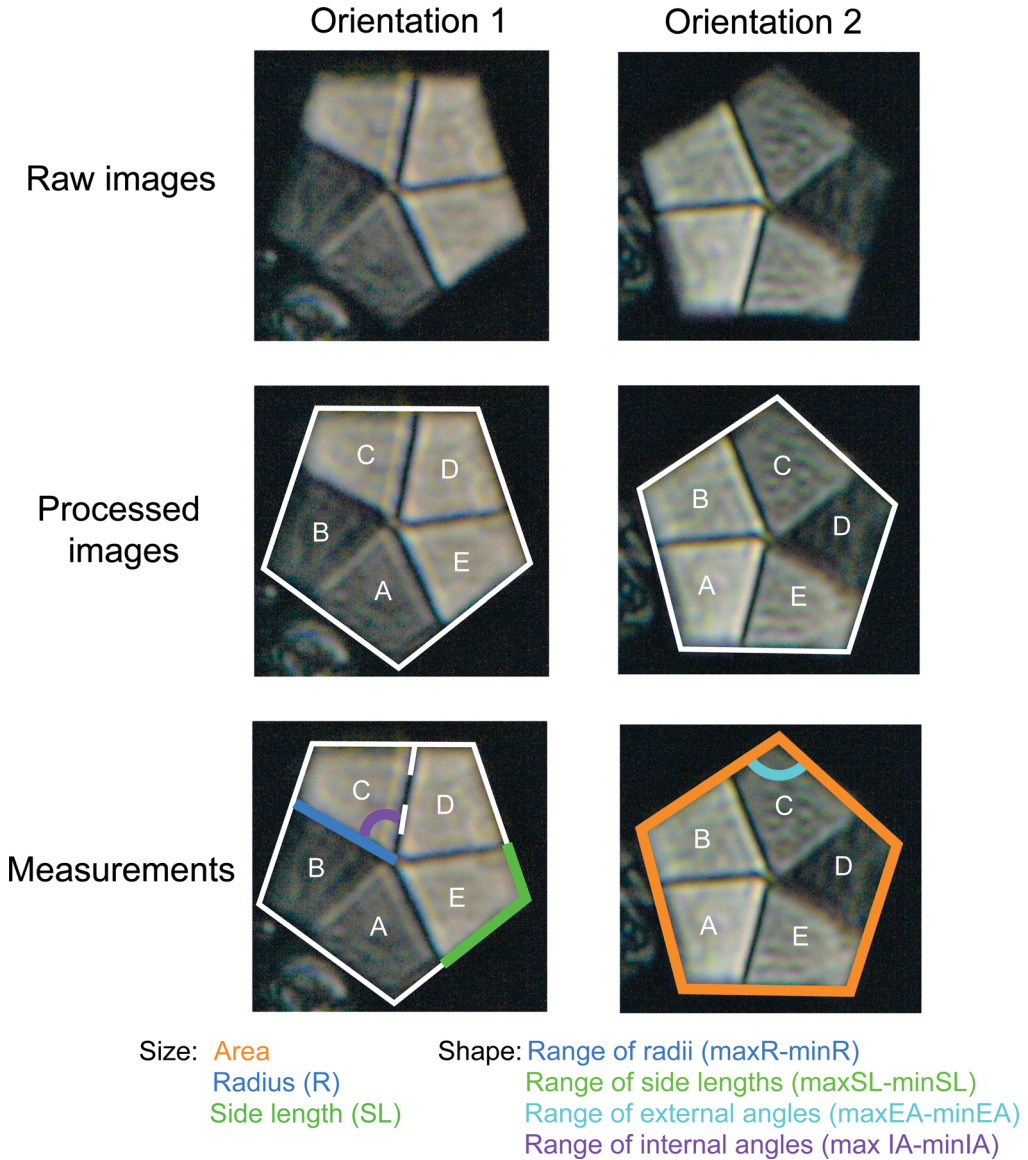 Orientation 1
Orientation 2
Raw images
Processed
images
C
D
B
E
A
C
B
D
A
E
Measurements
C
D
B
E
A
C
B
D
A
E
Size: Area
Radius (R)
Side length (SL)
Shape: Range of radii (maxR-minR)
Range of side lengths (maxSL-minSL)
Range of external angles (maxEA-minEA)
Range of internal angles (max IA-minIA)